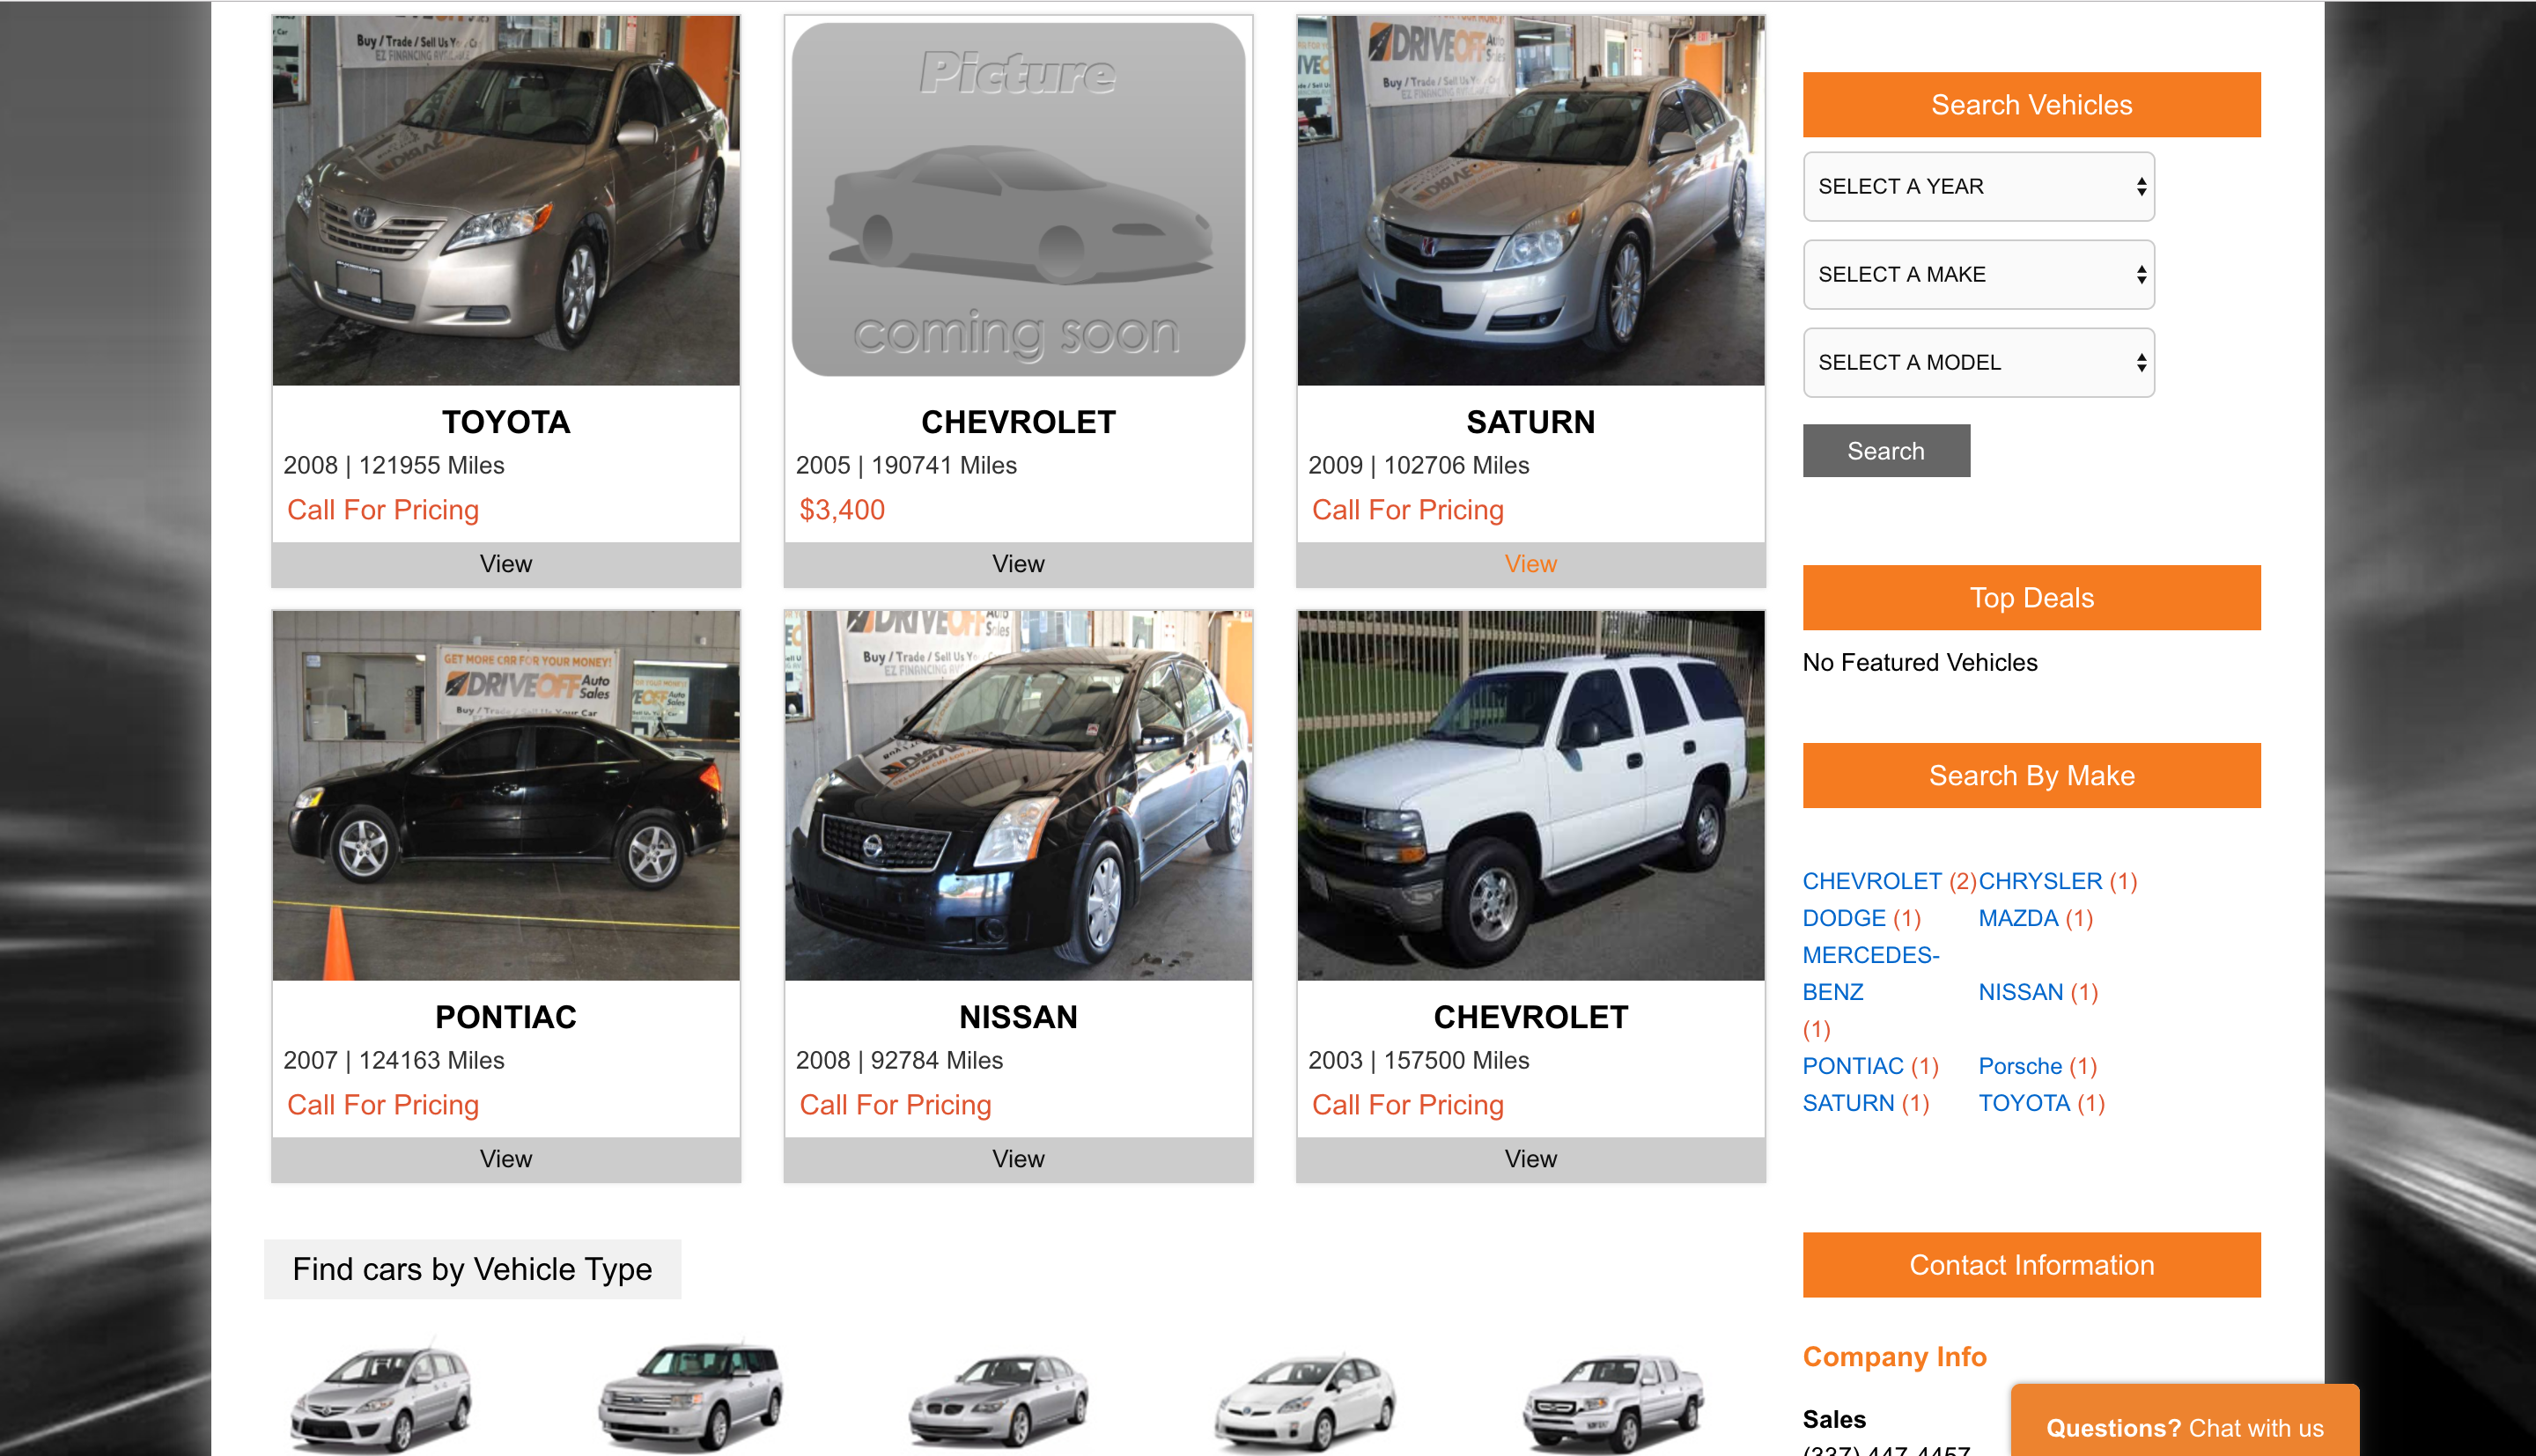 Buy / Trade / Sell Us Your Car
EZ FINANCING AVAILABLE
Picture
coming soon
DRIVEOFF Auto Sales
Buy / Trade / Sell Us Yo
EZ FINANCING
TOYOTA
2008 | 121955 Miles
Call For Pricing
View
CHEVROLET
2005 | 190741 Miles
$3,400
View
SATURN
2009 | 102706 Miles
Call For Pricing
View
GET MORE CAR FOR YOUR MONEY!
DRIVEOFF Auto Sales
Buy / Trade / Sell Us Your Car
DRIVEOFF Auto Sales
Buy / Trade / Sell Us Yo
EZ FINANCING
PONTIAC
2007 | 124163 Miles
Call For Pricing
View
NISSAN
2008 | 92784 Miles
Call For Pricing
View
CHEVROLET
2003 | 157500 Miles
Call For Pricing
View
Find cars by Vehicle Type
Search Vehicles
SELECT A YEAR
SELECT A MAKE
SELECT A MODEL
Search
Top Deals
No Featured Vehicles
Search By Make
CHEVROLET (2) CHRYSLER (1)
DODGE (1) MAZDA (1)
MERCEDES-
BENZ NISSAN (1)
(1)
PONTIAC (1) Porsche (1)
SATURN (1) TOYOTA (1)
Contact Information
Company Info
Sales
(337) 447-4457
Questions? Chat with us